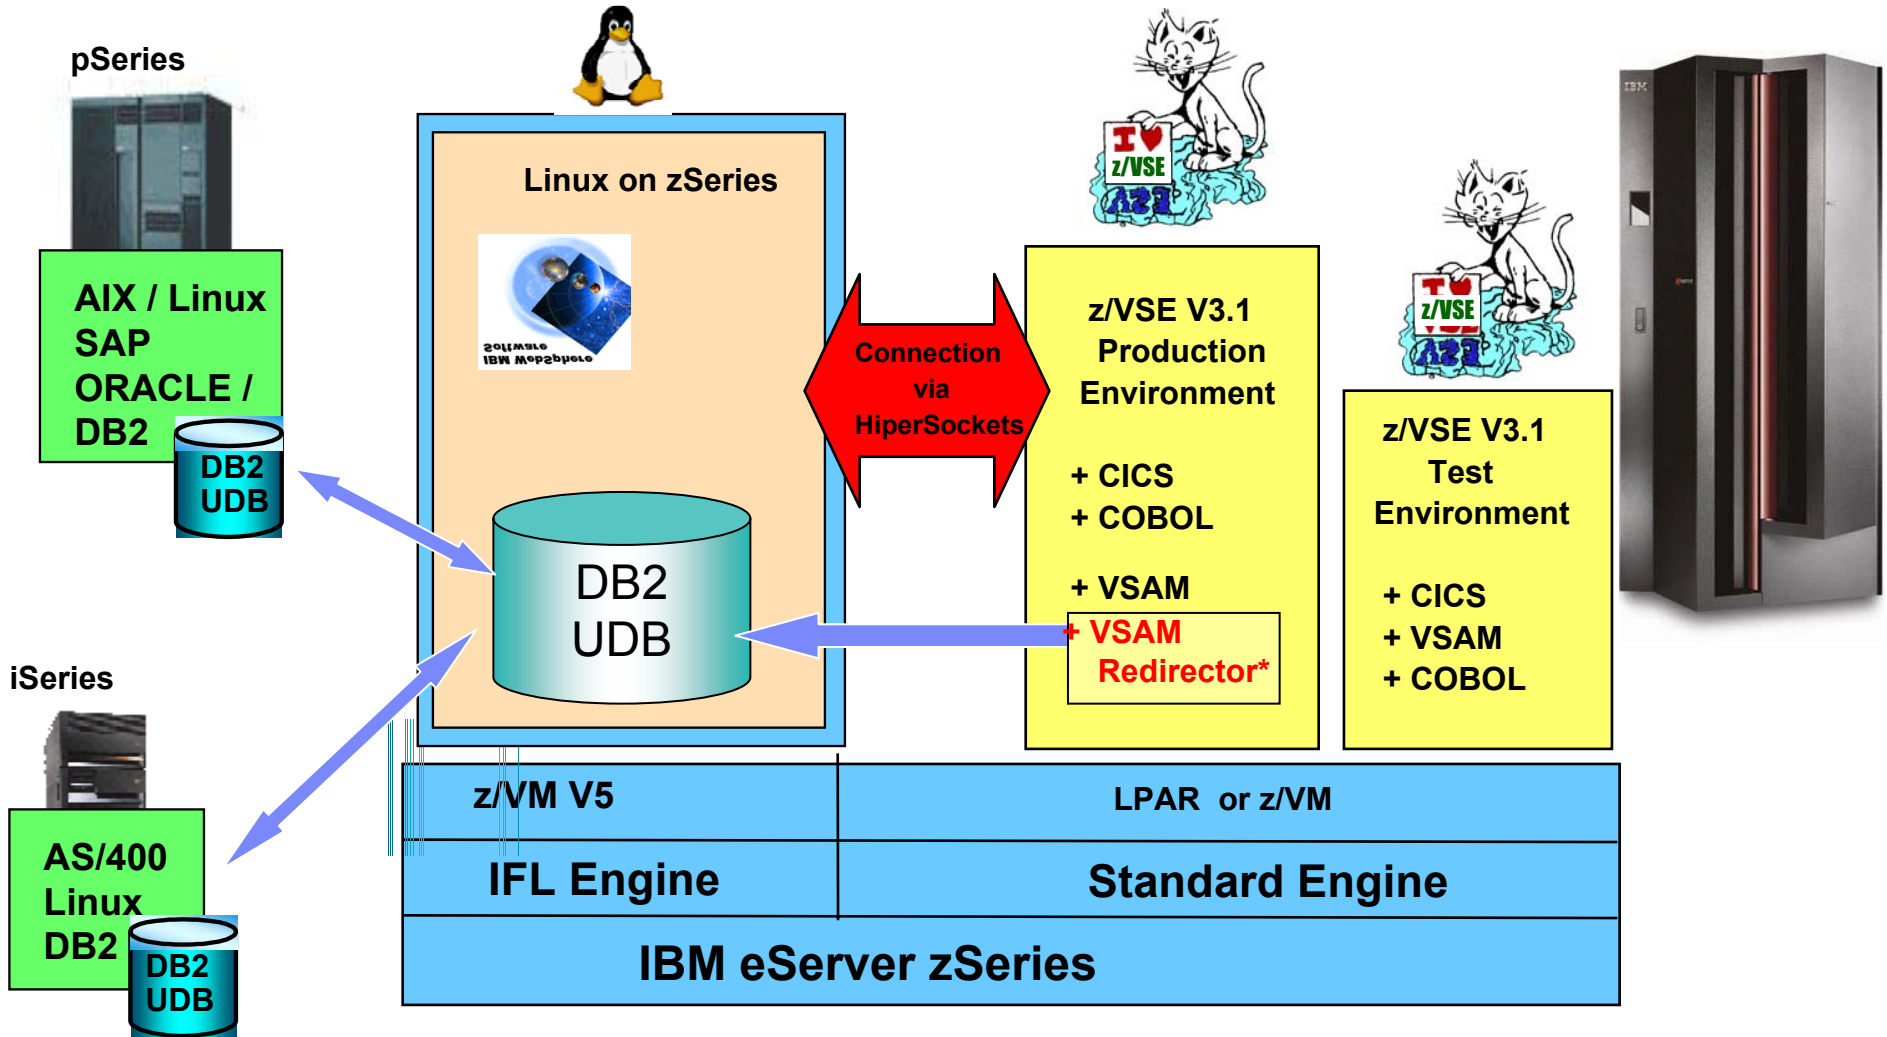 pSeries
AIX / Linux
SAP
ORACLE /
DB2
DB2
UDB
iSeries
AS/400
Linux
DB2
DB2
UDB
Linux on zSeries
Software
IBM WebSphere
DB2
UDB
Connection
via
HiperSockets
I ♥
z/VSE
VSE
z/VSE V3.1
Production
Environment
+ CICS
+ COBOL
+ VSAM
+ VSAM
Redirector*
I ♥
z/VSE
VSE
z/VSE V3.1
Test
Environment
+ CICS
+ VSAM
+ COBOL
IBM
z/VM V5
LPAR or z/VM
IFL Engine
Standard Engine
IBM eServer zSeries